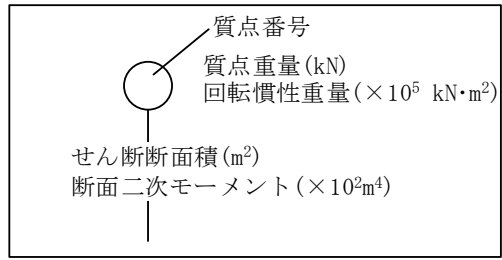 質点番号
質点重量(kN)
回転慣性重量(×10⁵ kN･m²)
せん断断面積(m²)
断面二次モーメント(×10²m⁴)